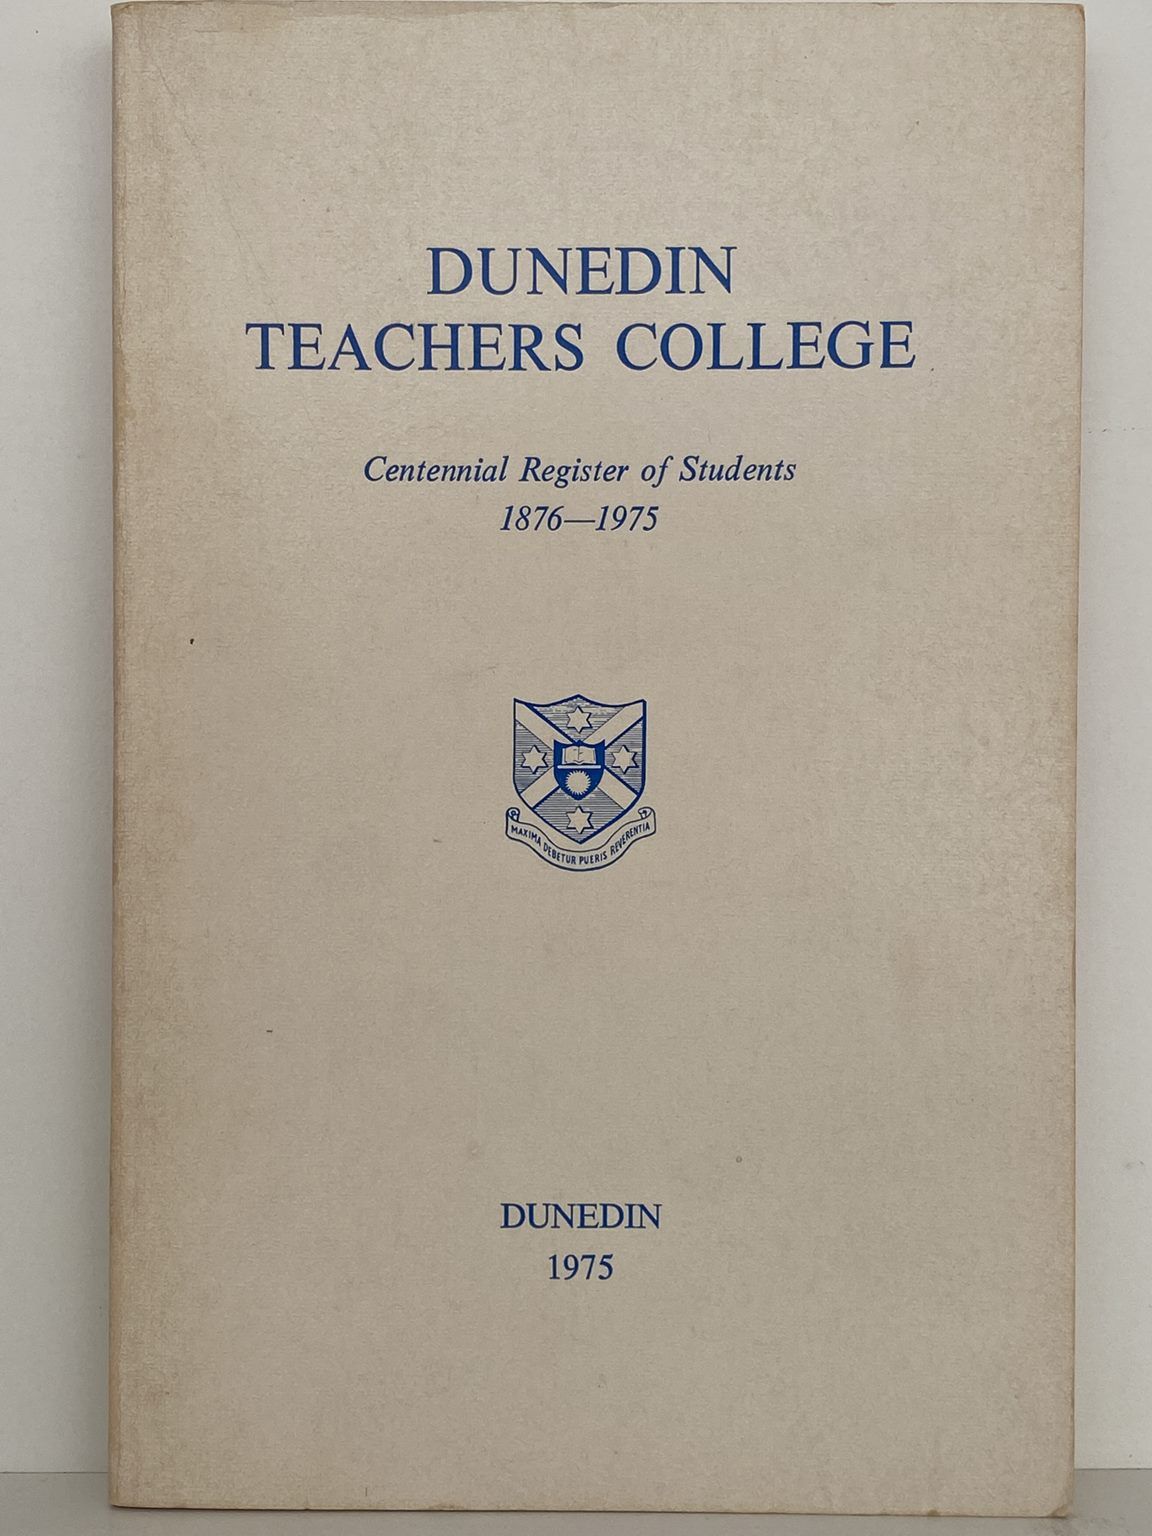 DUNEDIN
TEACHERS COLLEGE
Centennial Register of Students
1876—1975
MAXIMA DEBETUR PUERIS REVERENTIA
DUNEDIN
1975